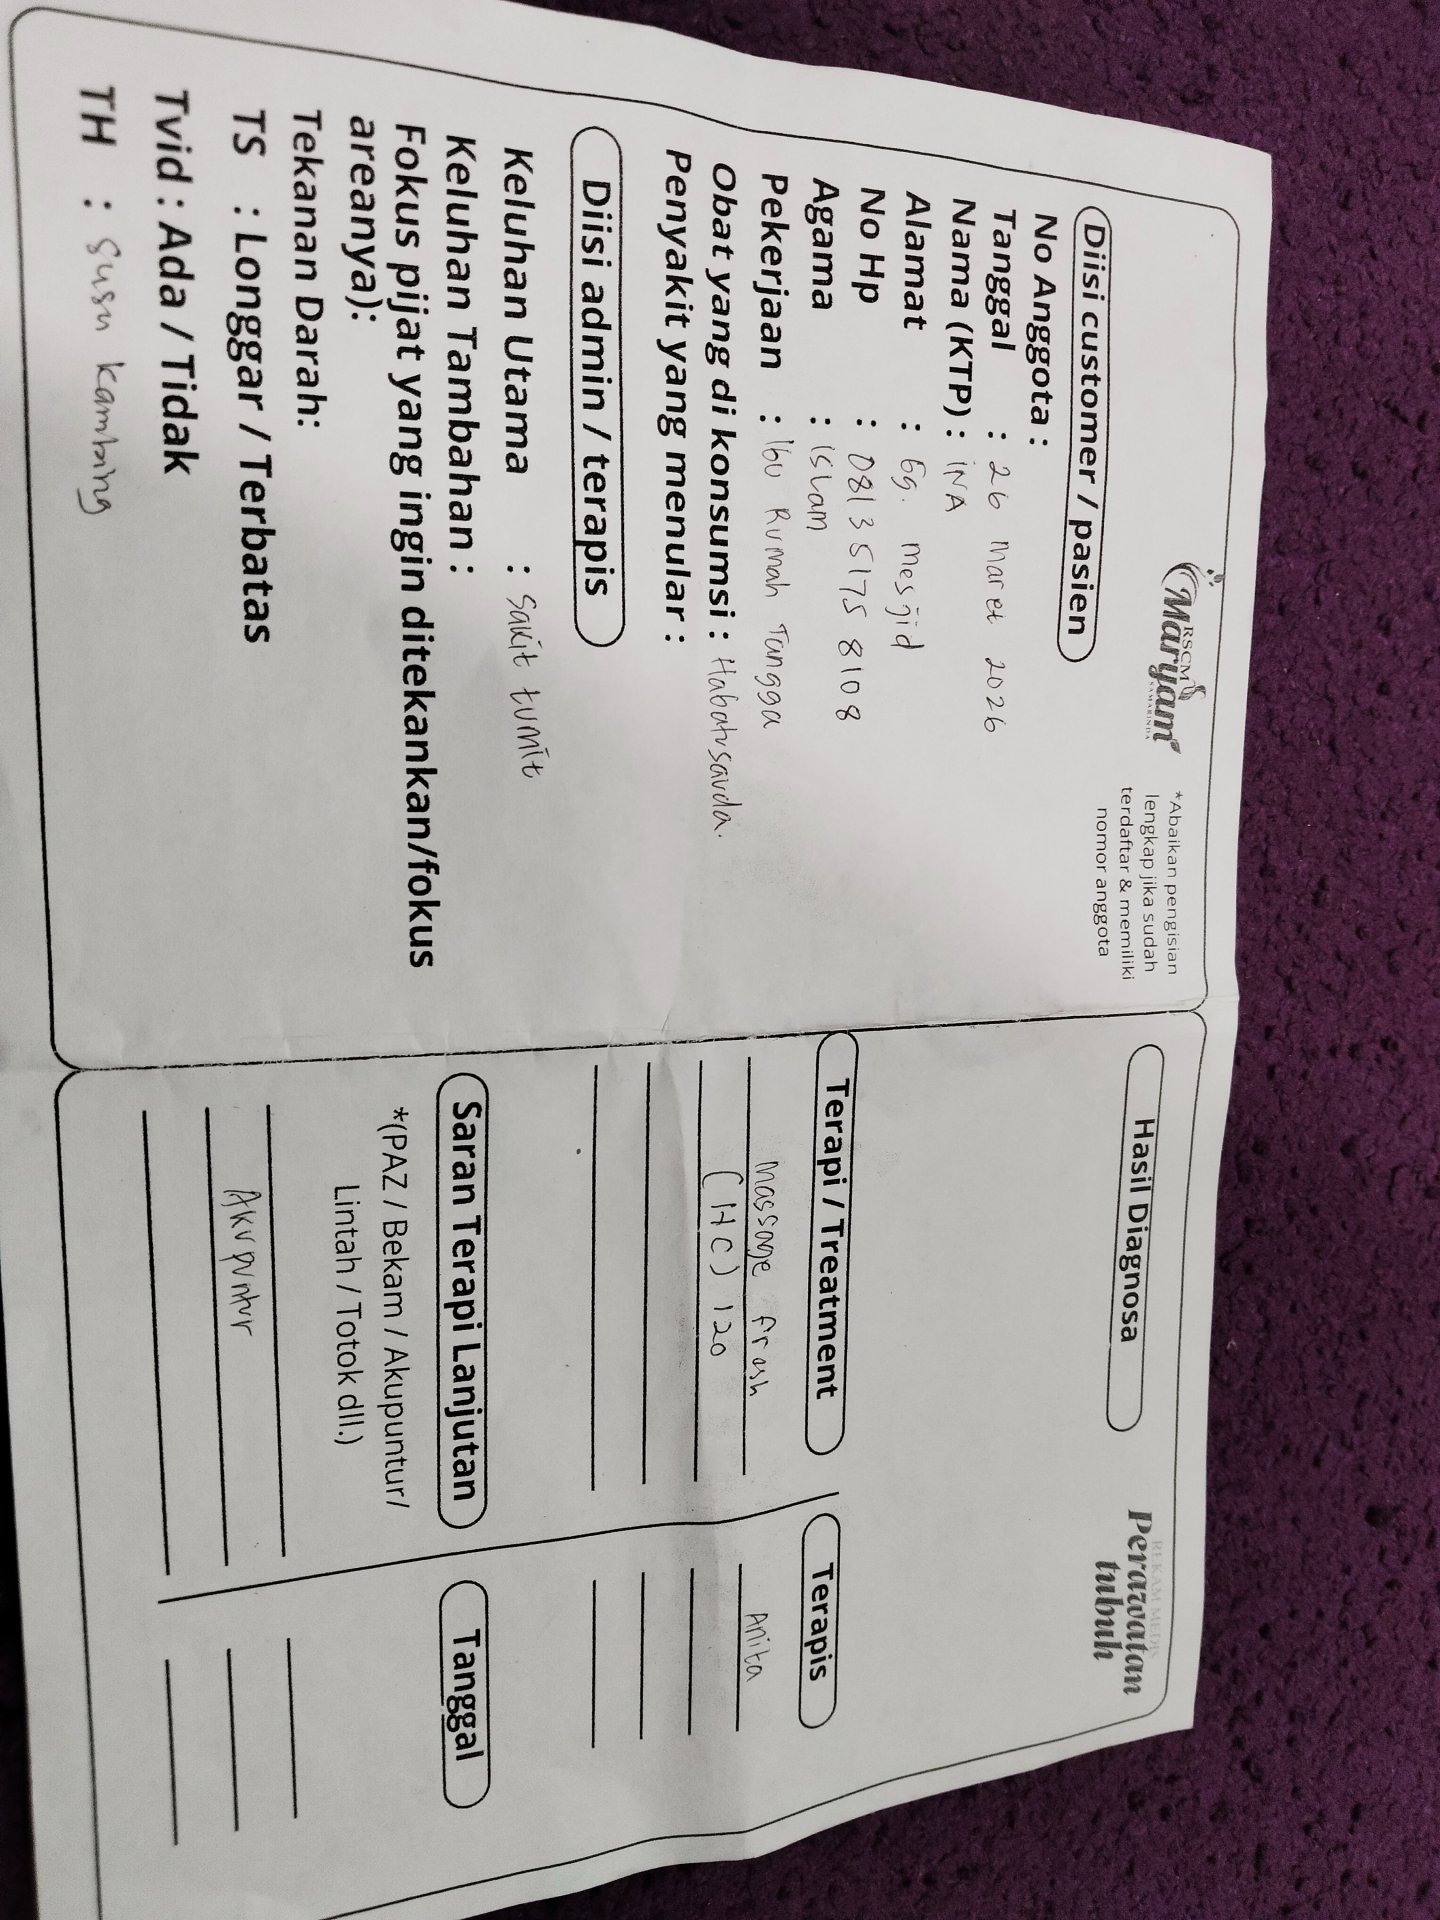 RSCM
Marijam
SAMARINDA
*Abaikan pengisian
lengkap jika sudah
terdaftar & memiliki
nomor anggota
Diisi customer / pasien
No Anggota :
Tanggal : 26 Maret 2026
Nama (KTP) : iNA
Alamat : Gg. mesjid
No Hp : 0813 5175 8108
Agama : isLam
Pekerjaan : ibu Rumah Tangga
Obat yang di konsumsi : Habatusauda.
Penyakit yang menular :
Diisi admin / terapis
Keluhan Utama : Sakit tumit
Keluhan Tambahan :
Fokus pijat yang ingin ditekankan/fokus
areanya):
Tekanan Darah:
TS : Longgar / Terbatas
Tvid : Ada / Tidak
TH : Susu kambing
Hasil Diagnosa
REKAM MEDIS
Perawatan
tubuh
Terapi / Treatment
Massage frash
(HC) 120
Terapis
Anita
Saran Terapi Lanjutan
*(PAZ / Bekam / Akupuntur/
Lintah / Totok dll.)
Akupuntur
Tanggal